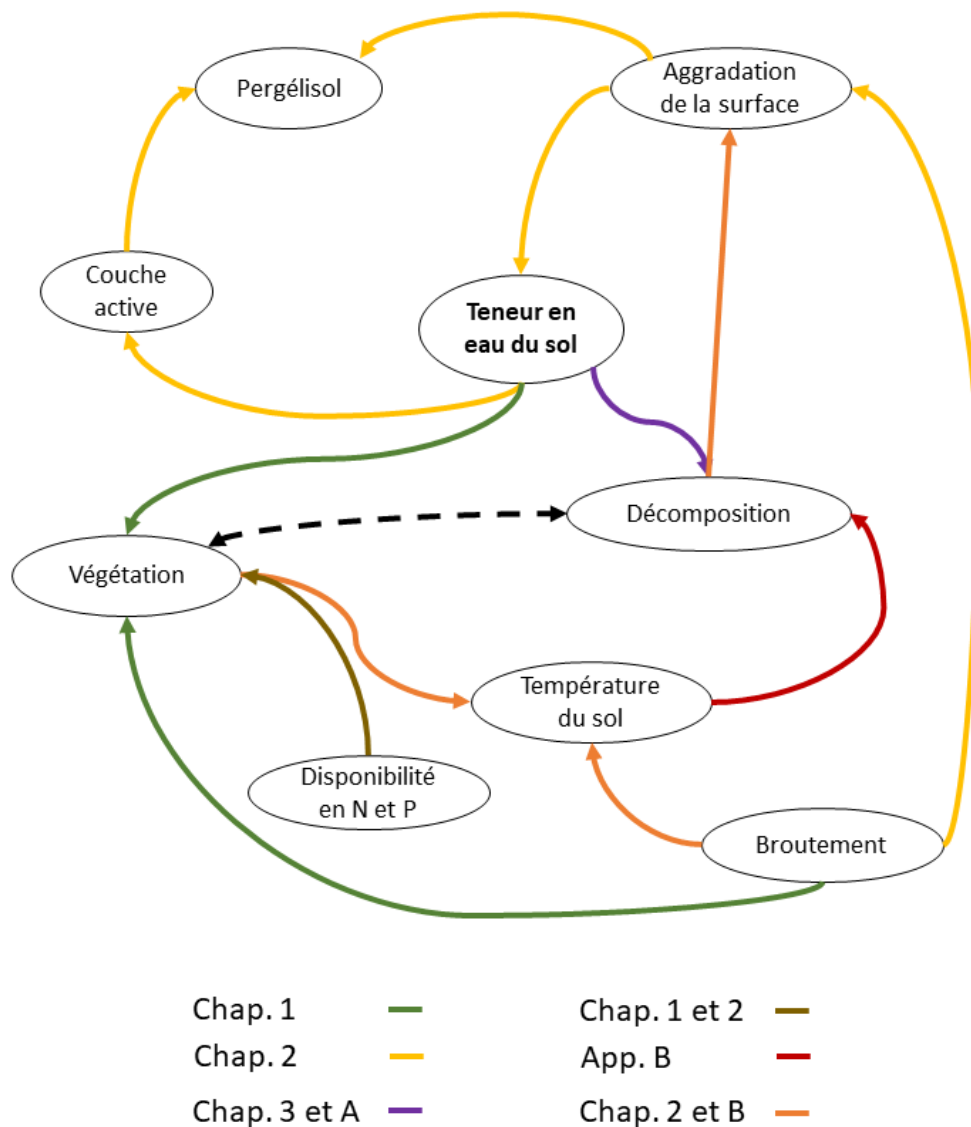 Pergélisol
Aggradation
de la surface
Couche
active
Teneur en
eau du sol
Décomposition
Végétation
Température
du sol
Disponibilité
en N et P
Broutement
Chap. 1
Chap. 1 et 2
Chap. 2
App. B
Chap. 3 et A
Chap. 2 et B